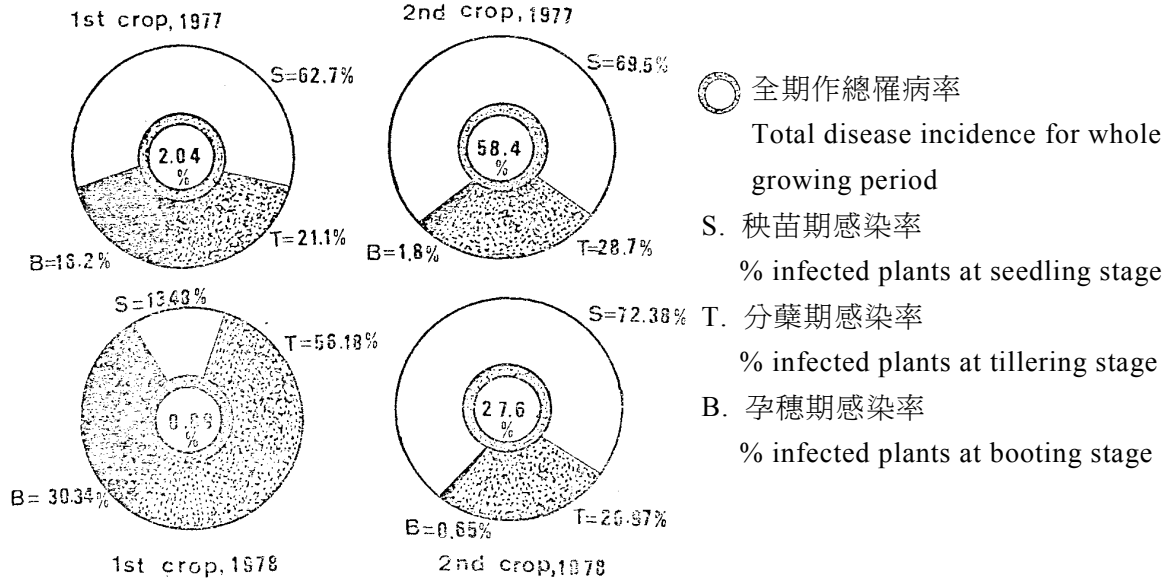 1st crop, 1977
S=62.7%
2.04
%
T=21.1%
B=16.2%
2nd crop, 1977
S=69.5%
58.4
%
T=28.7%
B=1.8%
S=13.48%
T=56.18%
%
B= 30.34%
1st crop, 1978
S=72.38%
27.6
%
T=26.97%
B=0.65%
2nd crop, 1978
全期作總罹病率
Total disease incidence for whole
growing period
S. 秧苗期感染率
% infected plants at seedling stage
T. 分蘗期感染率
% infected plants at tillering stage
B. 孕穗期感染率
% infected plants at booting stage